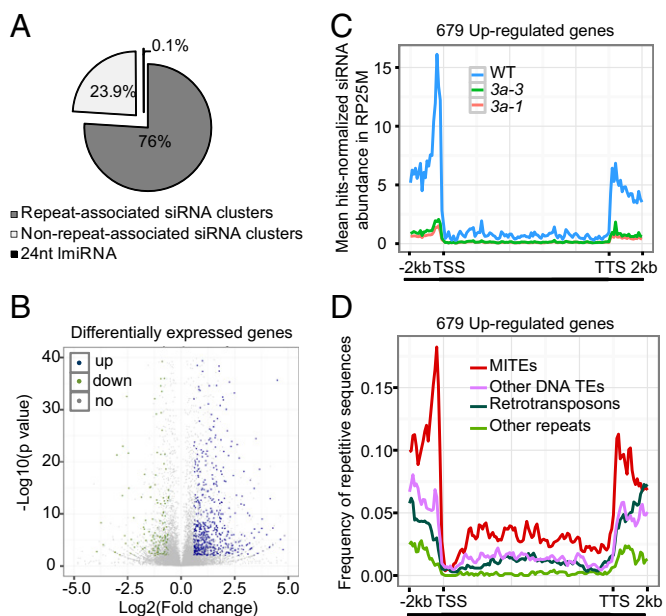 A
0.1%
23.9%
76%
Repeat-associated siRNA clusters
Non-repeat-associated siRNA clusters
24nt lmiRNA
B
Differentially expressed genes
up
down
no
-Log10(p value)
40
30
20
10
0
-5.0
-2.5
0.0
2.5
5.0
Log2(Fold change)
C
679 Up-regulated genes
WT
3a-3
3a-1
Mean hits-normalized siRNA
abundance in RP25M
15
10
5
0
-2kb TSS TTS 2kb
D
679 Up-regulated genes
MITEs
Other DNA TEs
Retrotransposons
Other repeats
Frequency of repetitive sequences
0.15
0.10
0.05
0.00
-2kb TSS TTS 2kb